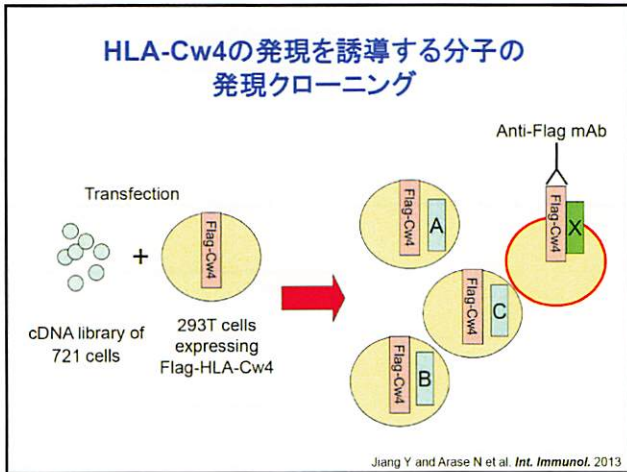 HLA-Cw4の発現を誘導する分子の
発現クローニング
Anti-Flag mAb
Transfection
+
Flag-Cw4
cDNA library of
721 cells
293T cells
expressing
Flag-HLA-Cw4
Flag-Cw4
A
Flag-Cw4
X
Flag-Cw4
C
Flag-Cw4
B
Jiang Y and Arase N et al. Int. Immunol. 2013